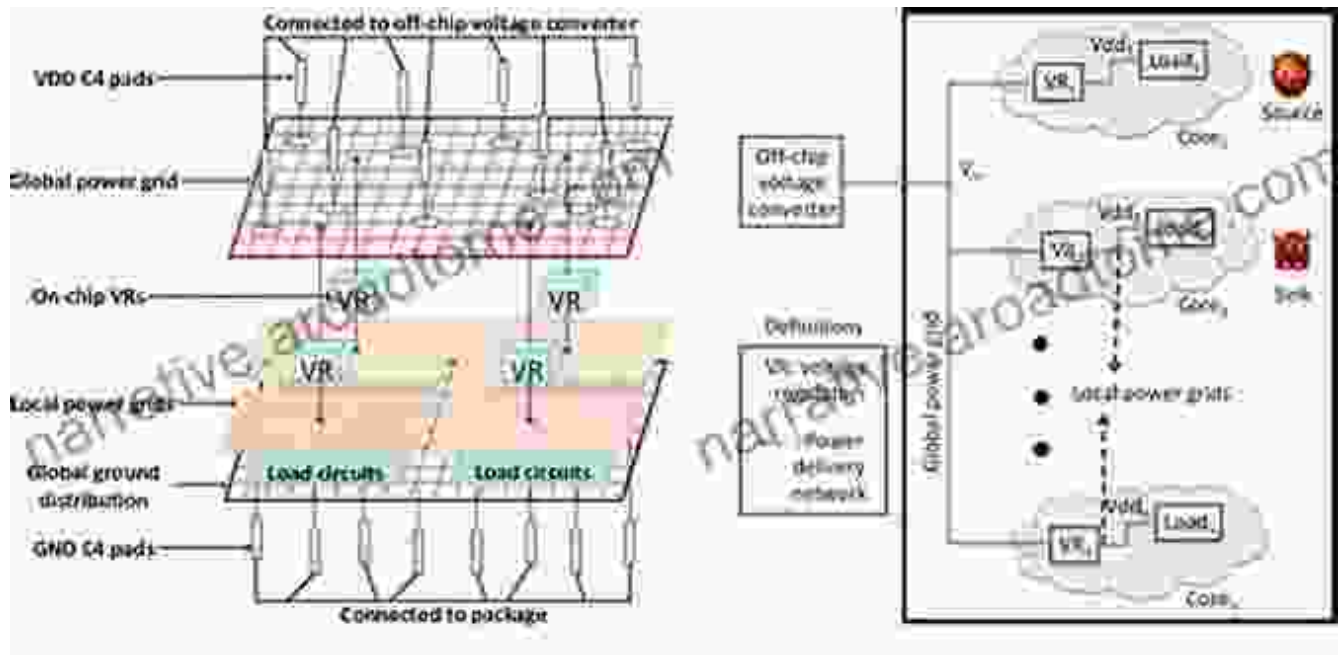 Connected to off-chip voltage converter
VDD C4 pads
Global power grid
On-chip VRs
VR
VR
VR
VR
Local power grids
Load circuits
Load circuits
Global ground
distribution
GND C4 pads
Connected to package
Off-chip
voltage
converter
Definitions
voltage
Power
delivery
network
Global power grid
Vdd
Load
VR
Core
Source
Vdd
Core
Sink
Local power grids
Vdd
Load
VR
Core